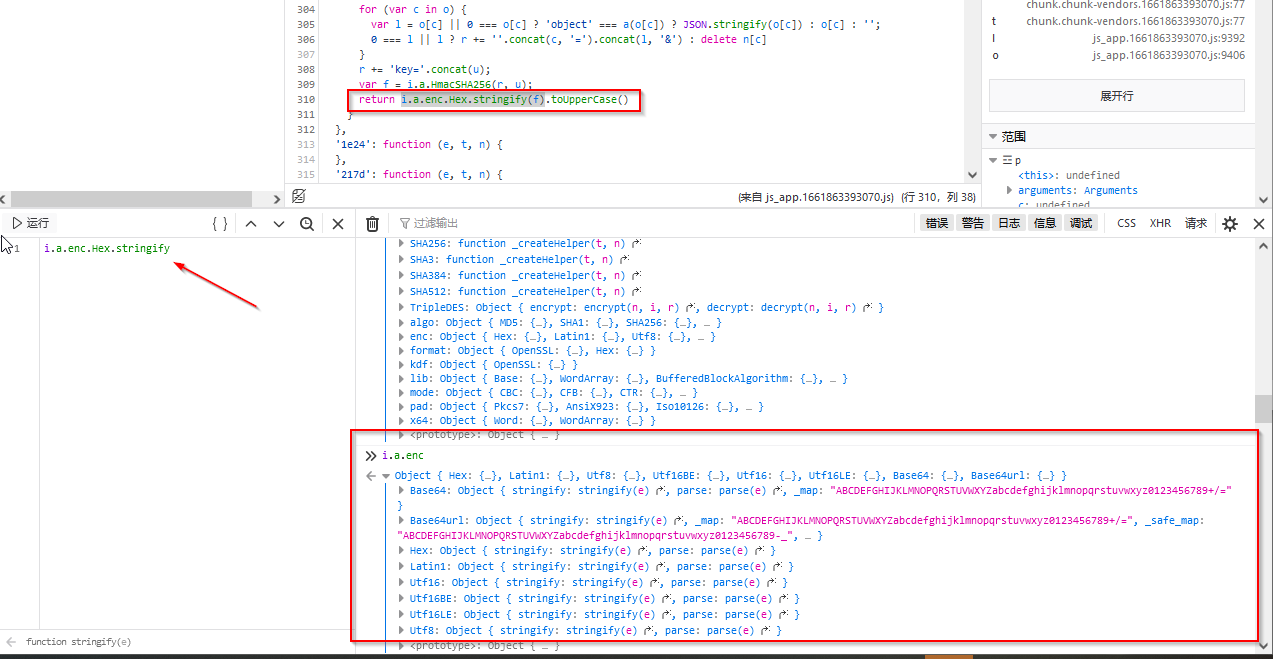 304 for (var c in o) {
305 var l = o[c] || 0 === o[c] ? 'object' === a(o[c]) ? JSON.stringify(o[c]) : o[c] : '';
306 0 === l || l ? r += ''.concat(c, '=').concat(l, '&') : delete n[c]
307 }
308 r += 'key='.concat(u);
309 var f = i.a.HmacSHA256(r, u);
310 return i.a.enc.Hex.stringify(f).toUpperCase()
311 }
312 },
313 '1e24': function (e, t, n) {
314 },
315 '217d': function (e, t, n) {
(来自 js_app.1661863393070.js) (行 310，列 38)
chunk.chunk-vendors.1661863393070.js:77
t chunk.chunk-vendors.1661863393070.js:77
l js_app.1661863393070.js:9392
o js_app.1661863393070.js:9406
展开行
范围
p
<this>: undefined
arguments: Arguments
c: undefined
运行 { }
过滤输出 错误 警告 日志 信息 调试 CSS XHR 请求
1 i.a.enc.Hex.stringify
function stringify(e)
SHA256: function _createHelper(t, n)
SHA3: function _createHelper(t, n)
SHA384: function _createHelper(t, n)
SHA512: function _createHelper(t, n)
TripleDES: Object { encrypt: encrypt(n, i, r), decrypt: decrypt(n, i, r) }
algo: Object { MD5: {…}, SHA1: {…}, SHA256: {…}, … }
enc: Object { Hex: {…}, Latin1: {…}, Utf8: {…}, … }
format: Object { OpenSSL: {…}, Hex: {…} }
kdf: Object { OpenSSL: {…} }
lib: Object { Base: {…}, WordArray: {…}, BufferedBlockAlgorithm: {…}, … }
mode: Object { CBC: {…}, CFB: {…}, CTR: {…}, … }
pad: Object { Pkcs7: {…}, AnsiX923: {…}, Iso10126: {…}, … }
x64: Object { Word: {…}, WordArray: {…} }
<prototype>: Object { … }
i.a.enc
Object { Hex: {…}, Latin1: {…}, Utf8: {…}, Utf16BE: {…}, Utf16: {…}, Utf16LE: {…}, Base64: {…}, Base64url: {…} }
Base64: Object { stringify: stringify(e), parse: parse(e), _map: "ABCDEFGHIJKLMNOPQRSTUVWXYZabcdefghijklmnopqrstuvwxyz0123456789+/="
}
Base64url: Object { stringify: stringify(e), _map: "ABCDEFGHIJKLMNOPQRSTUVWXYZabcdefghijklmnopqrstuvwxyz0123456789+/=", _safe_map:
"ABCDEFGHIJKLMNOPQRSTUVWXYZabcdefghijklmnopqrstuvwxyz0123456789-_", … }
Hex: Object { stringify: stringify(e), parse: parse(e) }
Latin1: Object { stringify: stringify(e), parse: parse(e) }
Utf16: Object { stringify: stringify(e), parse: parse(e) }
Utf16BE: Object { stringify: stringify(e), parse: parse(e) }
Utf16LE: Object { stringify: stringify(e), parse: parse(e) }
Utf8: Object { stringify: stringify(e), parse: parse(e) }
<prototype>: Object { … }